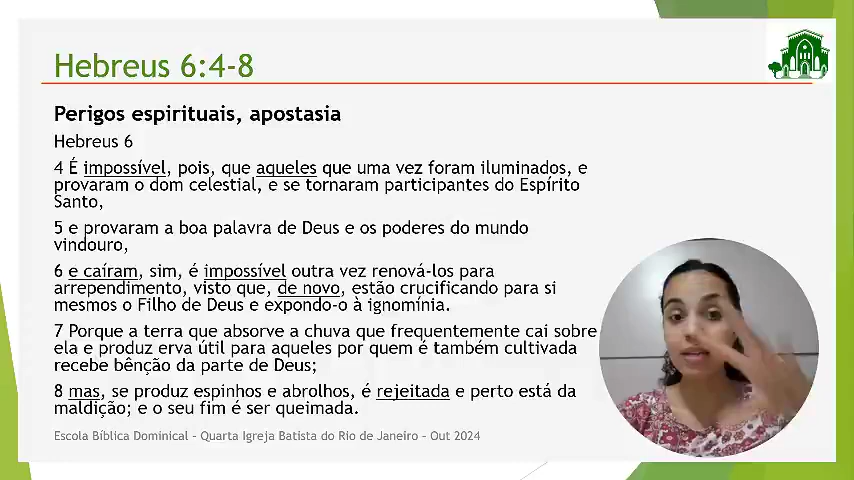 Hebreus 6:4-8
Perigos espirituais, apostasia
Hebreus 6
4 É impossível, pois, que aqueles que uma vez foram iluminados, e
provaram o dom celestial, e se tornaram participantes do Espírito
Santo,
5 e provaram a boa palavra de Deus e os poderes do mundo
vindouro,
6 e caíram, sim, é impossível outra vez renová-los para
arrependimento, visto que, de novo, estão crucificando para si
mesmos o Filho de Deus e expondo-o à ignomínia.
7 Porque a terra que absorve a chuva que frequentemente cai sobre
ela e produz erva útil para aqueles por quem é também cultivada
recebe bênção da parte de Deus;
8 mas, se produz espinhos e abrolhos, é rejeitada e perto está da
maldição; e o seu fim é ser queimada.
Escola Bíblica Dominical – Quarta Igreja Batista do Rio de Janeiro – Out 2024